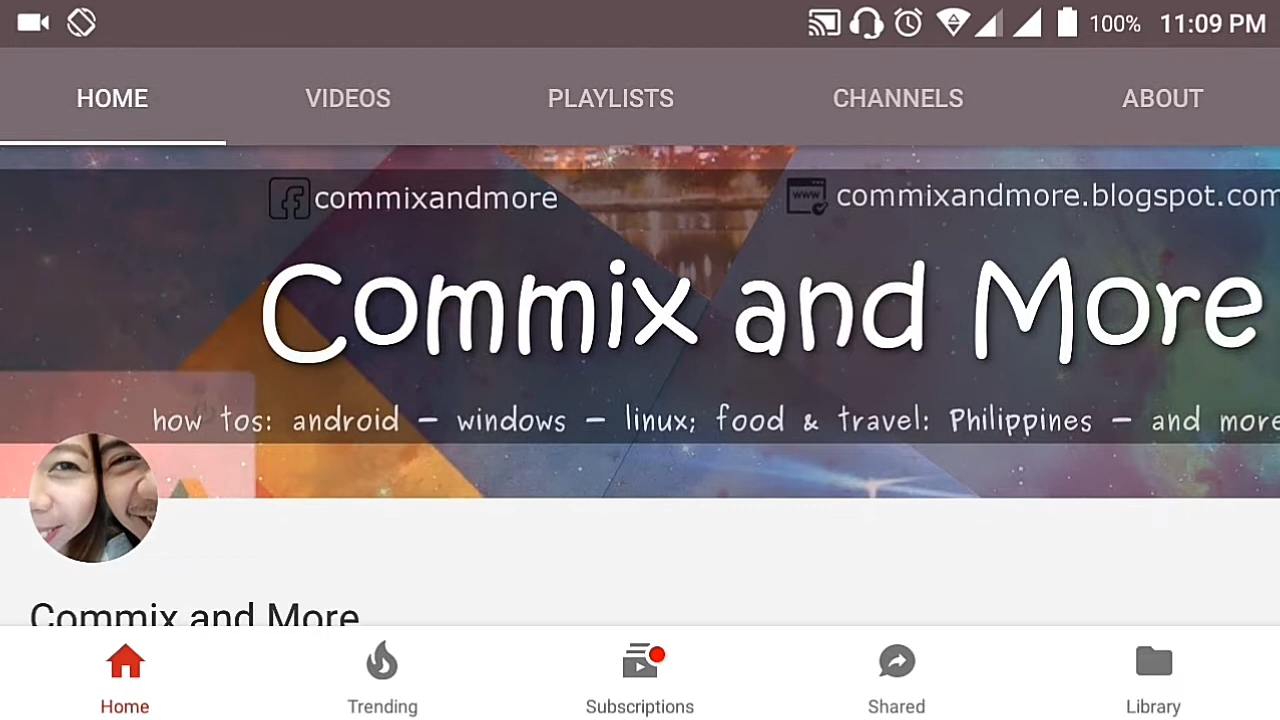 100% 11:09 PM
HOME VIDEOS PLAYLISTS CHANNELS ABOUT
commixandmore www commixandmore.blogspot.com
Commix and More
how tos: android – windows – linux; food & travel: Philippines – and more
Commix and More
Home Trending Subscriptions Shared Library